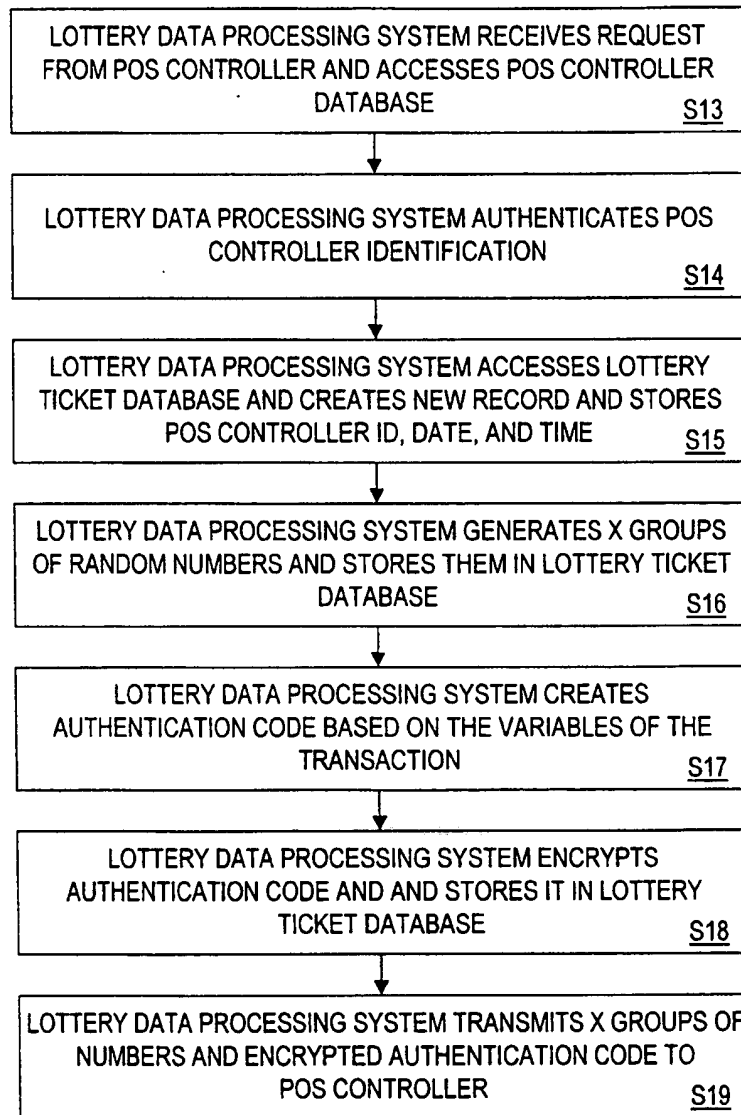 LOTTERY DATA PROCESSING SYSTEM RECEIVES REQUEST
FROM POS CONTROLLER AND ACCESSES POS CONTROLLER
DATABASE
S13
LOTTERY DATA PROCESSING SYSTEM AUTHENTICATES POS
CONTROLLER IDENTIFICATION
S14
LOTTERY DATA PROCESSING SYSTEM ACCESSES LOTTERY
TICKET DATABASE AND CREATES NEW RECORD AND STORES
POS CONTROLLER ID, DATE, AND TIME
S15
LOTTERY DATA PROCESSING SYSTEM GENERATES X GROUPS
OF RANDOM NUMBERS AND STORES THEM IN LOTTERY TICKET
DATABASE
S16
LOTTERY DATA PROCESSING SYSTEM CREATES
AUTHENTICATION CODE BASED ON THE VARIABLES OF THE
TRANSACTION
S17
LOTTERY DATA PROCESSING SYSTEM ENCRYPTS
AUTHENTICATION CODE AND AND STORES IT IN LOTTERY
TICKET DATABASE
S18
LOTTERY DATA PROCESSING SYSTEM TRANSMITS X GROUPS OF
NUMBERS AND ENCRYPTED AUTHENTICATION CODE TO
POS CONTROLLER
S19